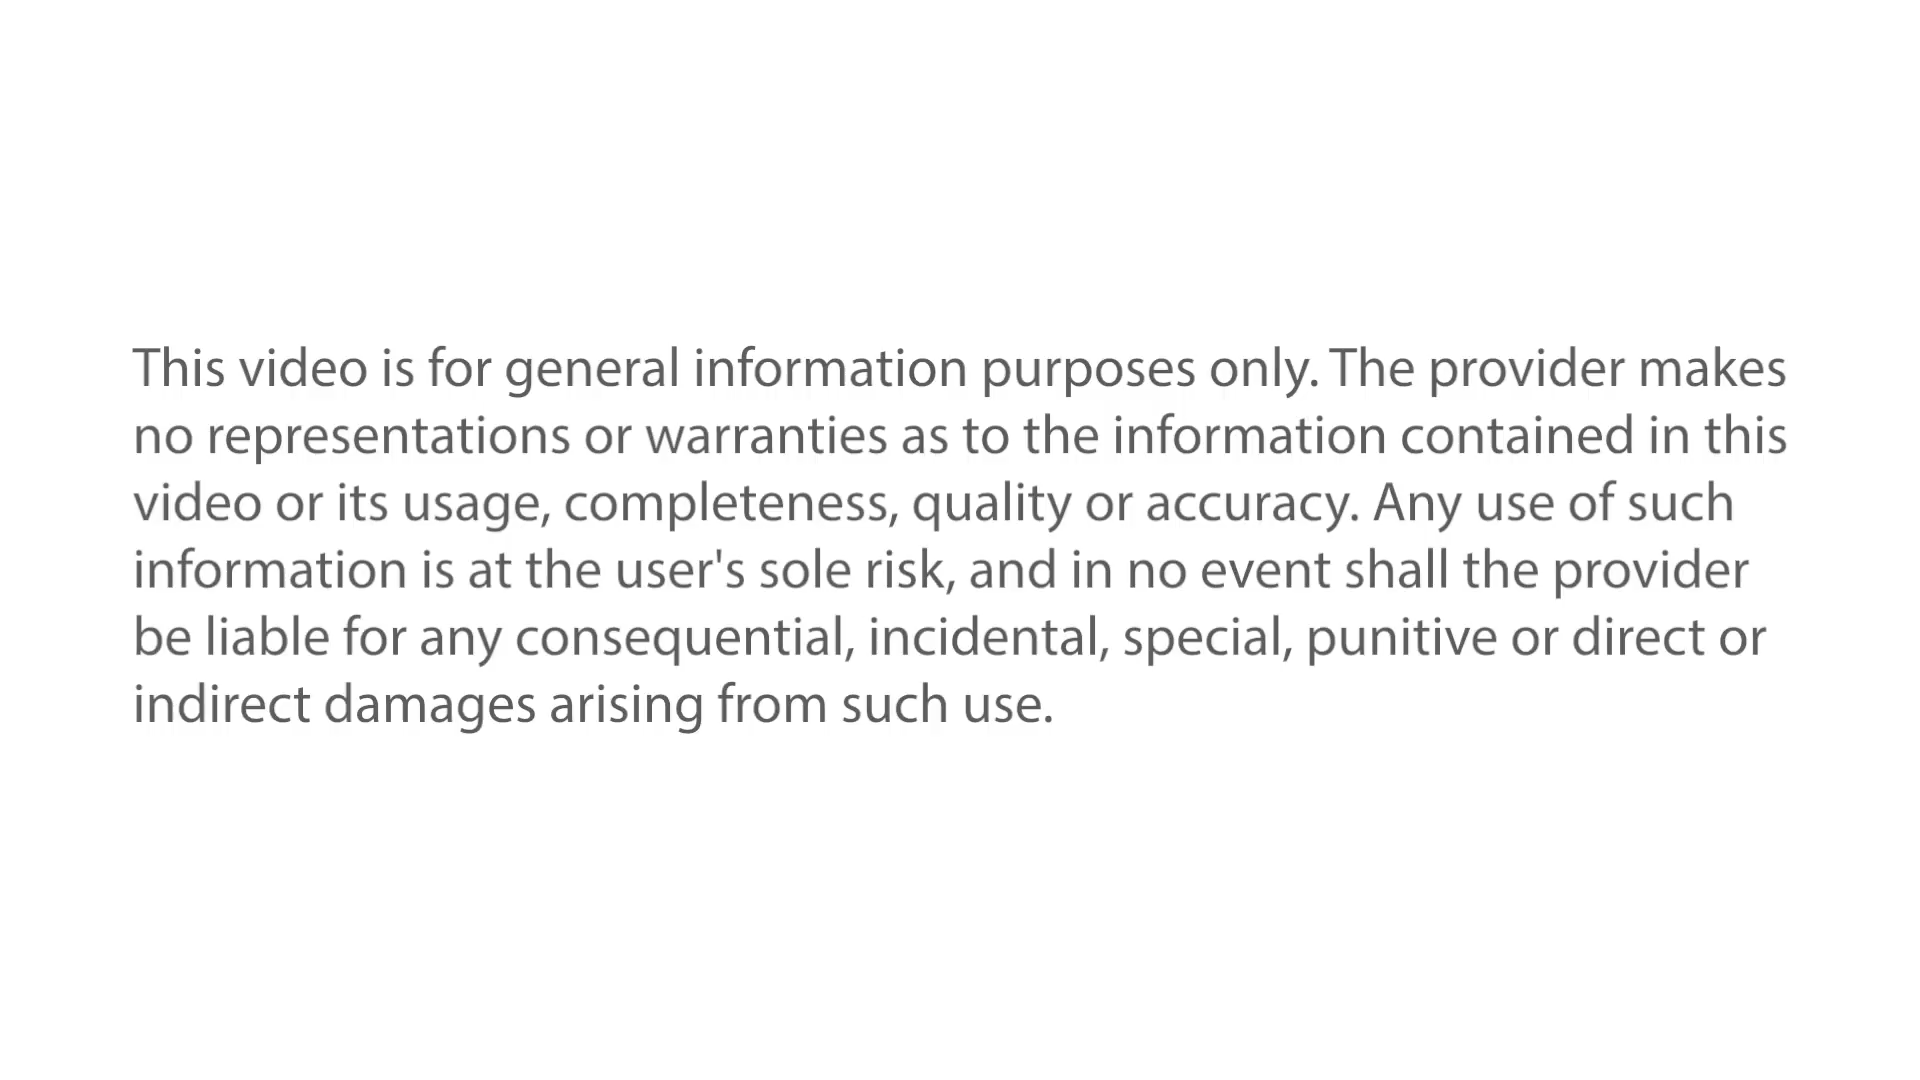 This video is for general information purposes only. The provider makes
no representations or warranties as to the information contained in this
video or its usage, completeness, quality or accuracy. Any use of such
information is at the user's sole risk, and in no event shall the provider
be liable for any consequential, incidental, special, punitive or direct or
indirect damages arising from such use.